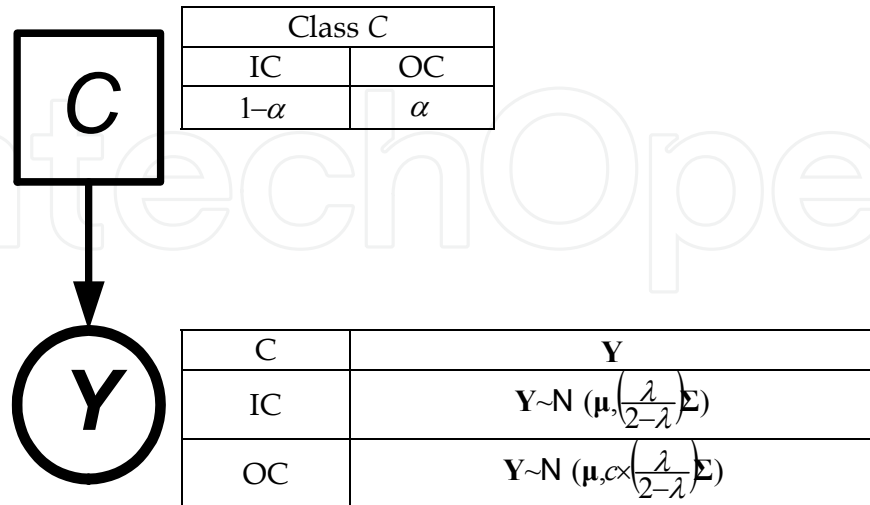 C
Class C
IC OC
1−α α
Y
C Y
IC Y~N (μ,(λ/2−λ)Σ)
OC Y~N (μ,c×(λ/2−λ)Σ)